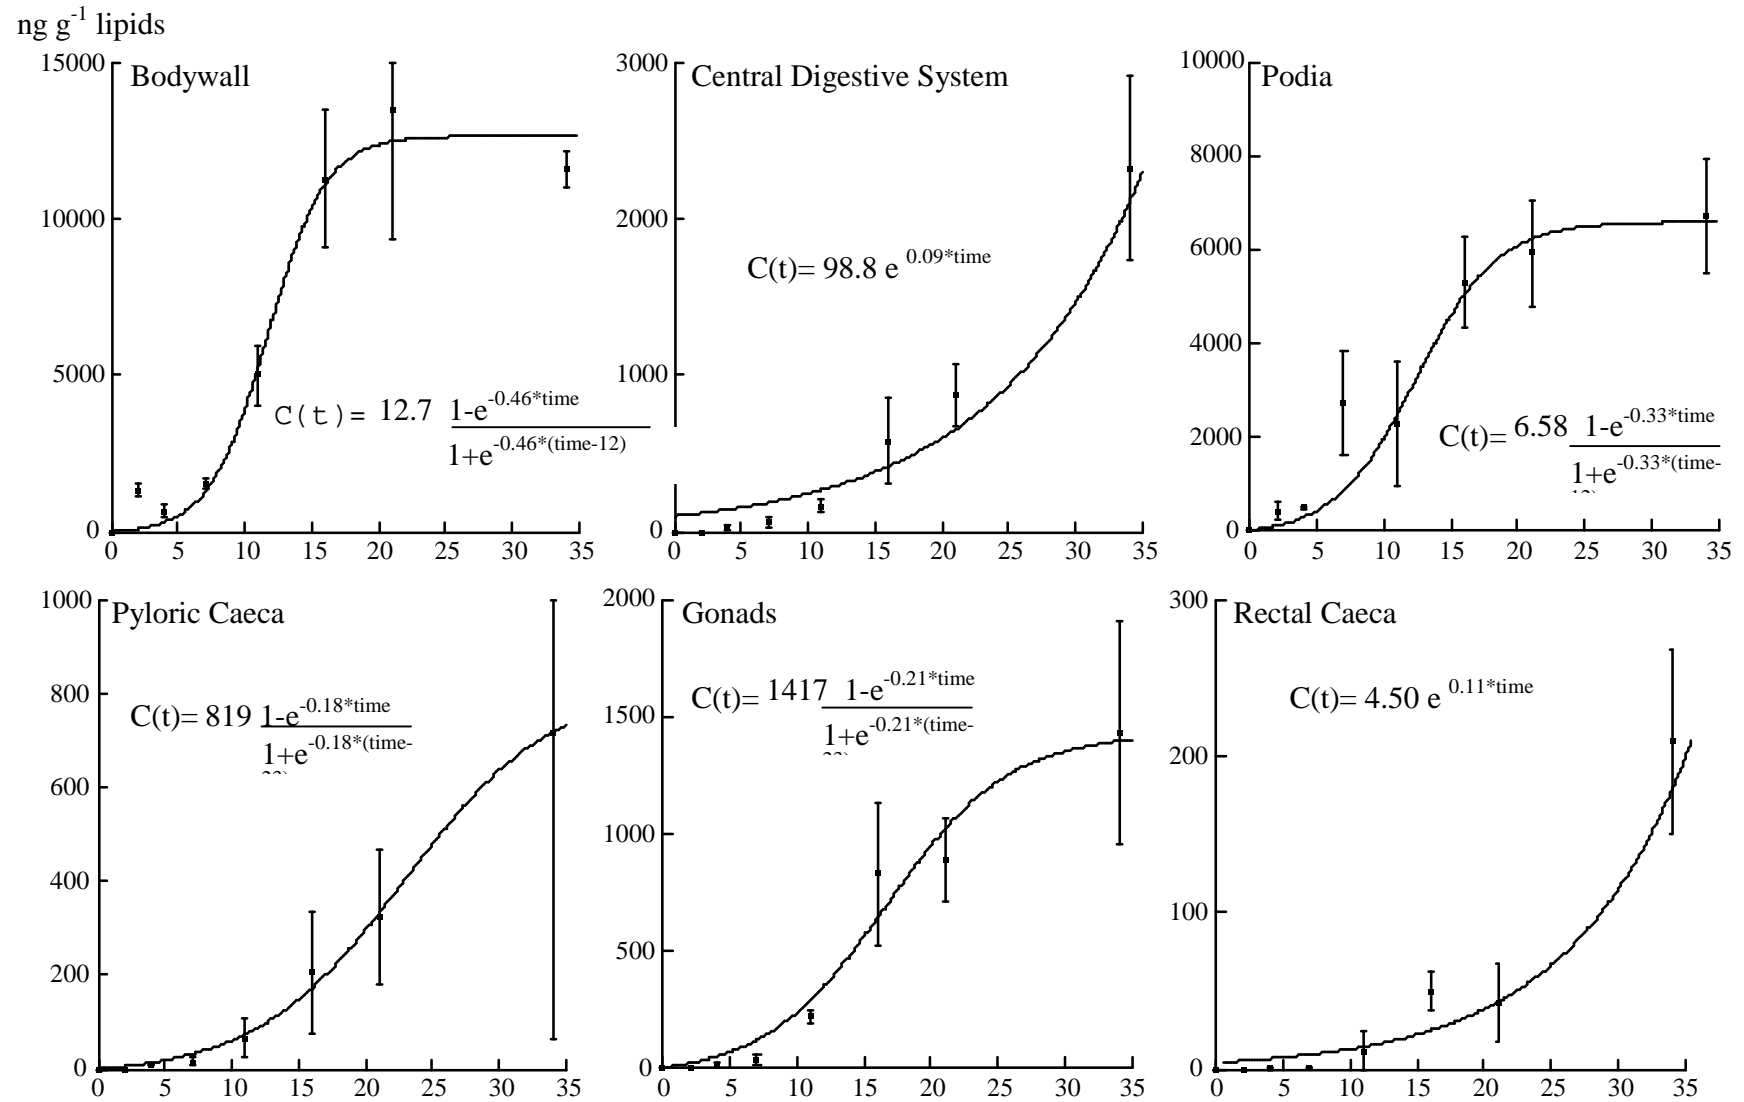 ng g-1 lipids
Bodywall
15000
10000
5000
0
C(t)= 12.7 1-e-0.46*time
1+e-0.46*(time-12)
0 5 10 15 20 25 30 35
Central Digestive System
3000
2000
1000
0
C(t)= 98.8 e 0.09*time
0 5 10 15 20 25 30 35
Podia
10000
8000
6000
4000
2000
0
C(t)= 6.58 1-e-0.33*time
1+e-0.33*(time-
0 5 10 15 20 25 30 35
Pyloric Caeca
1000
800
600
400
200
0
C(t)= 819 1-e-0.18*time
1+e-0.18*(time-
0 5 10 15 20 25 30 35
Gonads
2000
1500
1000
500
0
C(t)= 1417 1-e-0.21*time
1+e-0.21*(time-
0 5 10 15 20 25 30 35
Rectal Caeca
300
200
100
0
C(t)= 4.50 e 0.11*time
0 5 10 15 20 25 30 35